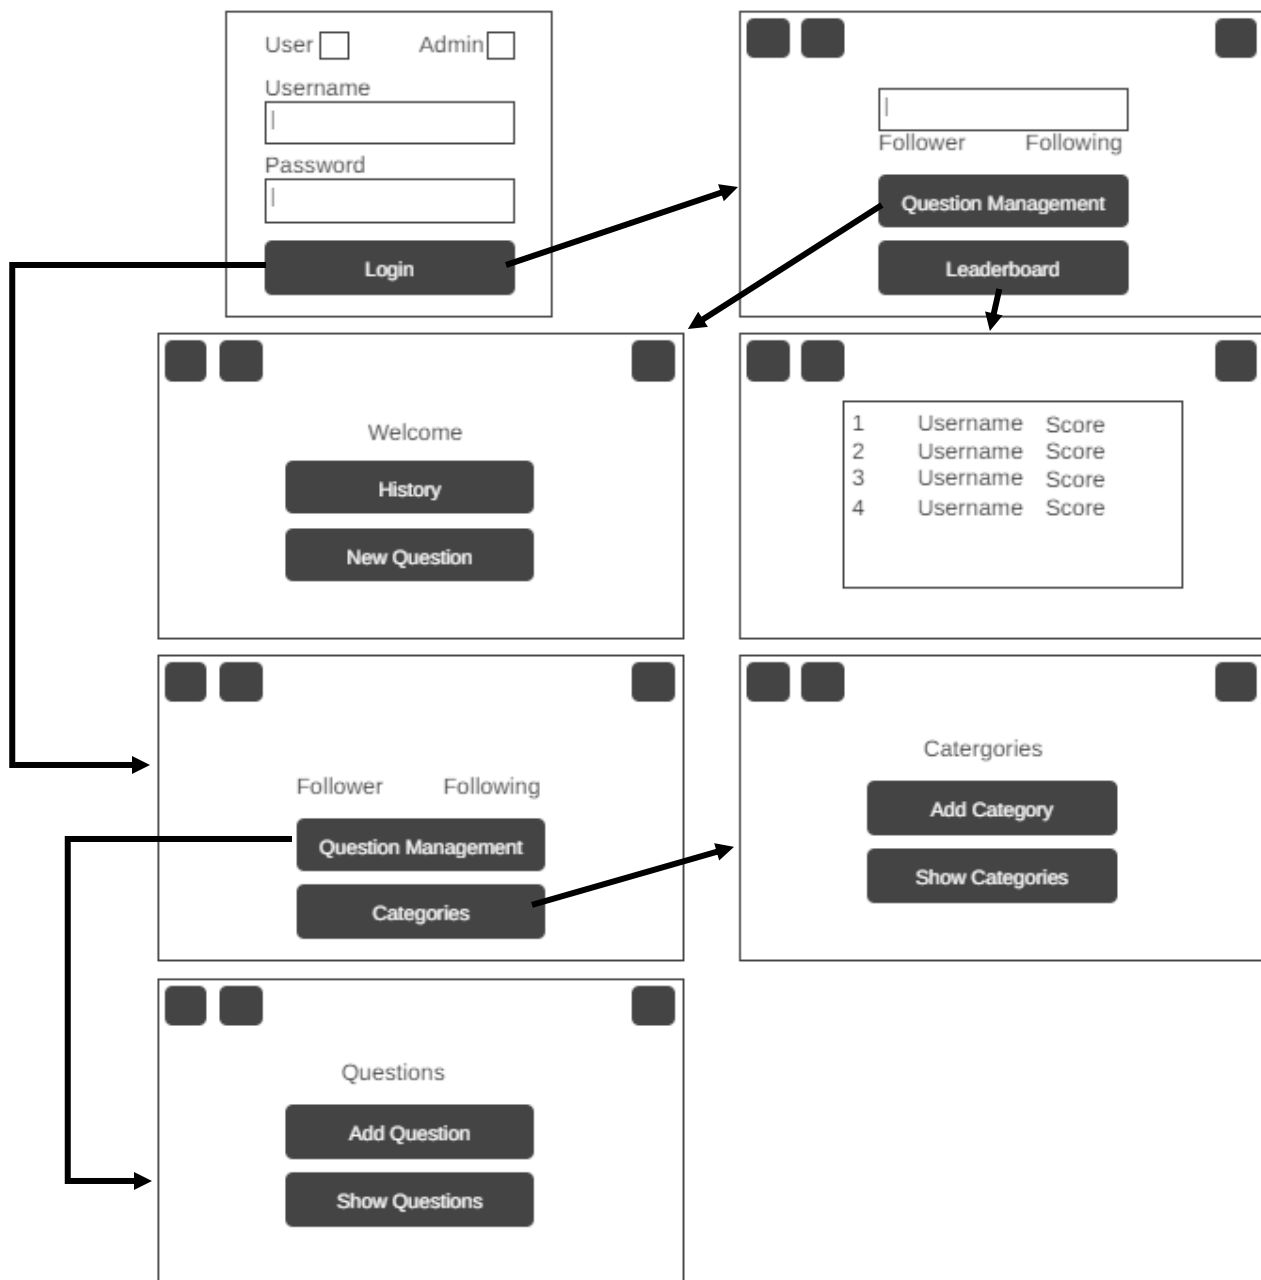 User Admin
Username
Password
Login
Follower Following
Question Management
Leaderboard
Welcome
History
New Question
1 Username Score
2 Username Score
3 Username Score
4 Username Score
Follower Following
Question Management
Categories
Catergories
Add Category
Show Categories
Questions
Add Question
Show Questions